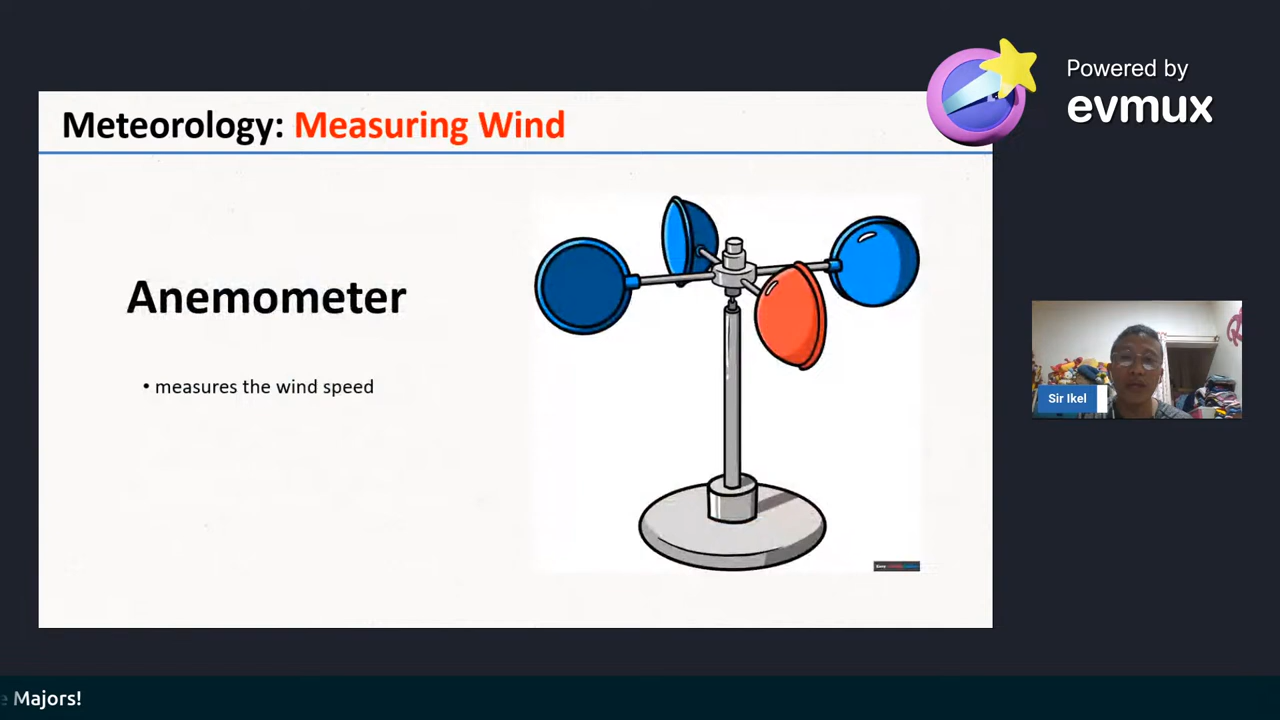 Powered by
evmux
Meteorology: Measuring Wind
Anemometer
• measures the wind speed
Sir Ikel
Majors!